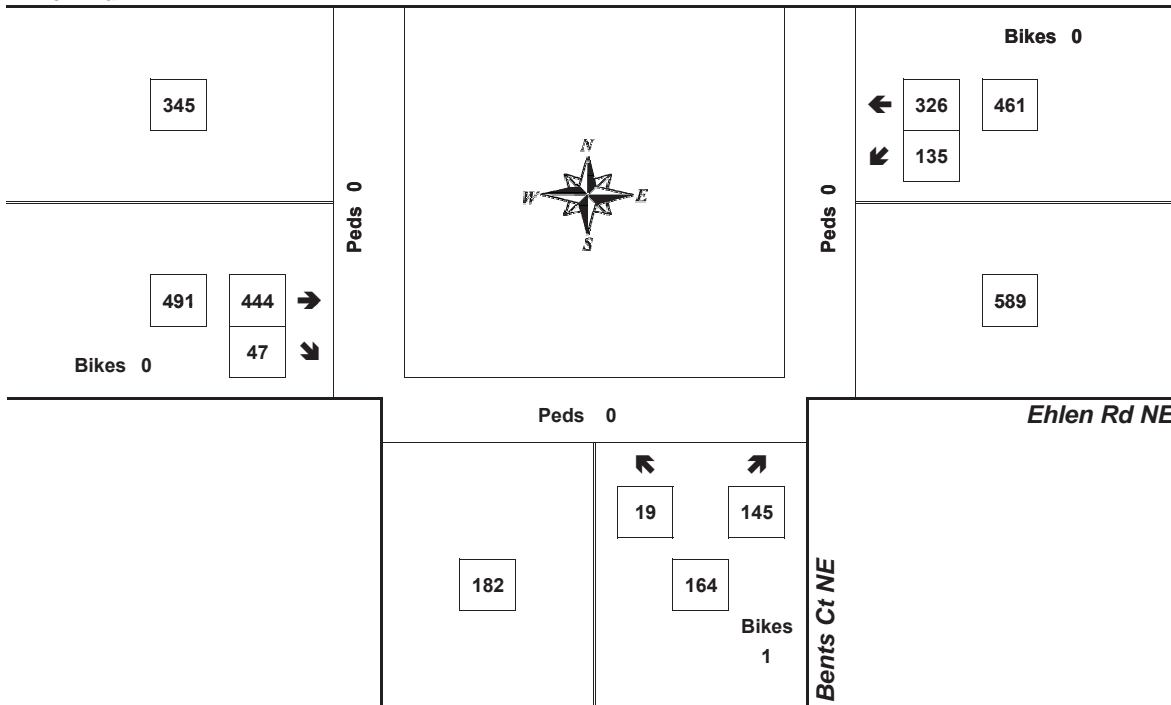 Bikes 0
345
326 461
135
N
W E
S
Peds 0
Peds 0
491 444
47
Bikes 0
589
Peds 0
Ehlen Rd NE
19 145
182 164
Bikes
1
Bents Ct NE